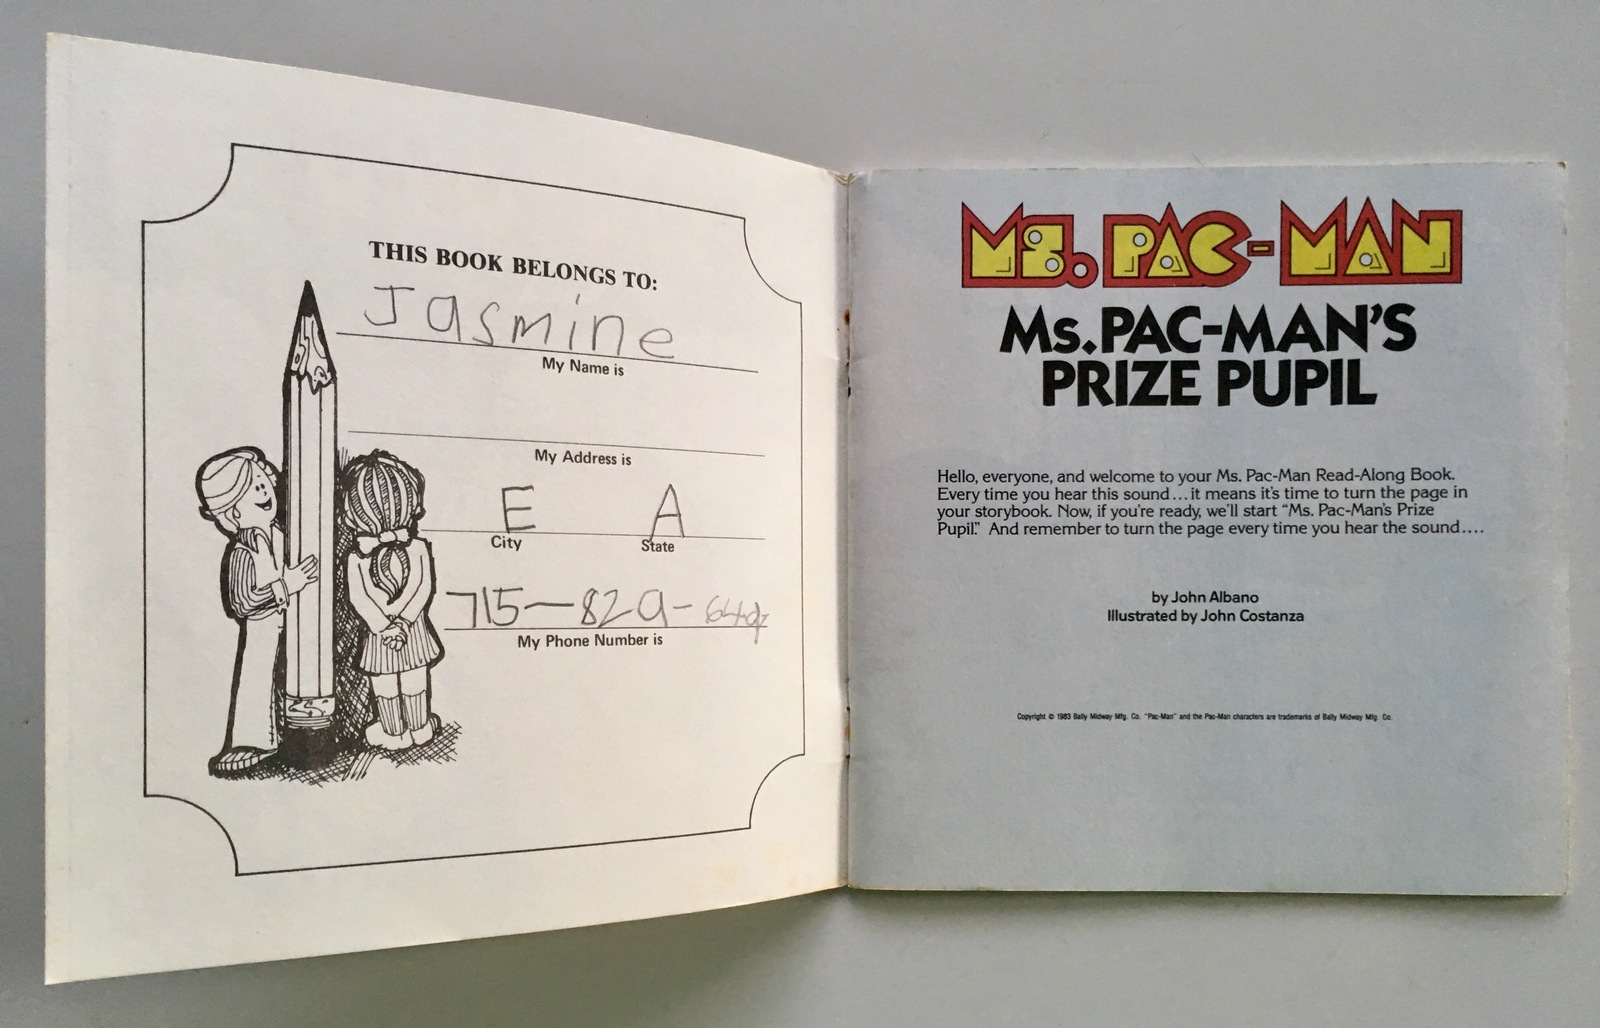 THIS BOOK BELONGS TO:
Jasmine
My Name is
My Address is
E A
City State
715-829-
My Phone Number is
MS. PAC-MAN
Ms. PAC-MAN'S
PRIZE PUPIL
Hello, everyone, and welcome to your Ms. Pac-Man Read-Along Book.
Every time you hear this sound...it means it's time to turn the page in
your storybook. Now, if you're ready, we'll start “Ms. Pac-Man's Prize
Pupil.” And remember to turn the page every time you hear the sound....
by John Albano
Illustrated by John Costanza
Copyright © 1983 Bally Midway Mfg. Co. "Pac-Man" and the Pac-Man characters are trademarks of Bally Midway Mfg. Co.